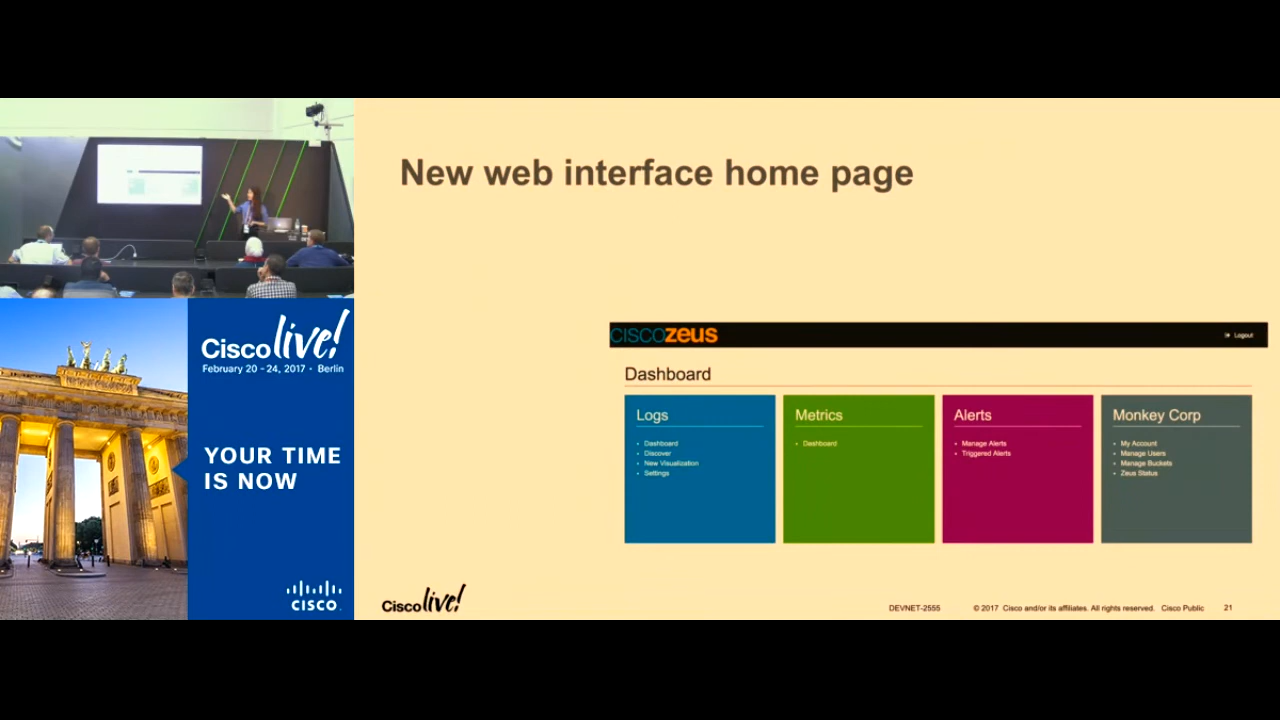 New web interface home page
ciscozeus
Logout
Dashboard
Logs
Dashboard
Discover
New Visualization
Settings
Metrics
Dashboard
Alerts
Manage Alerts
Triggered Alerts
Monkey Corp
My Account
Manage Users
Manage Buckets
Zeus Status
Cisco live!
February 20 - 24, 2017 • Berlin
YOUR TIME
IS NOW
CISCO
Cisco live!
DEVNET-2555
© 2017 Cisco and/or its affiliates. All rights reserved. Cisco Public
21